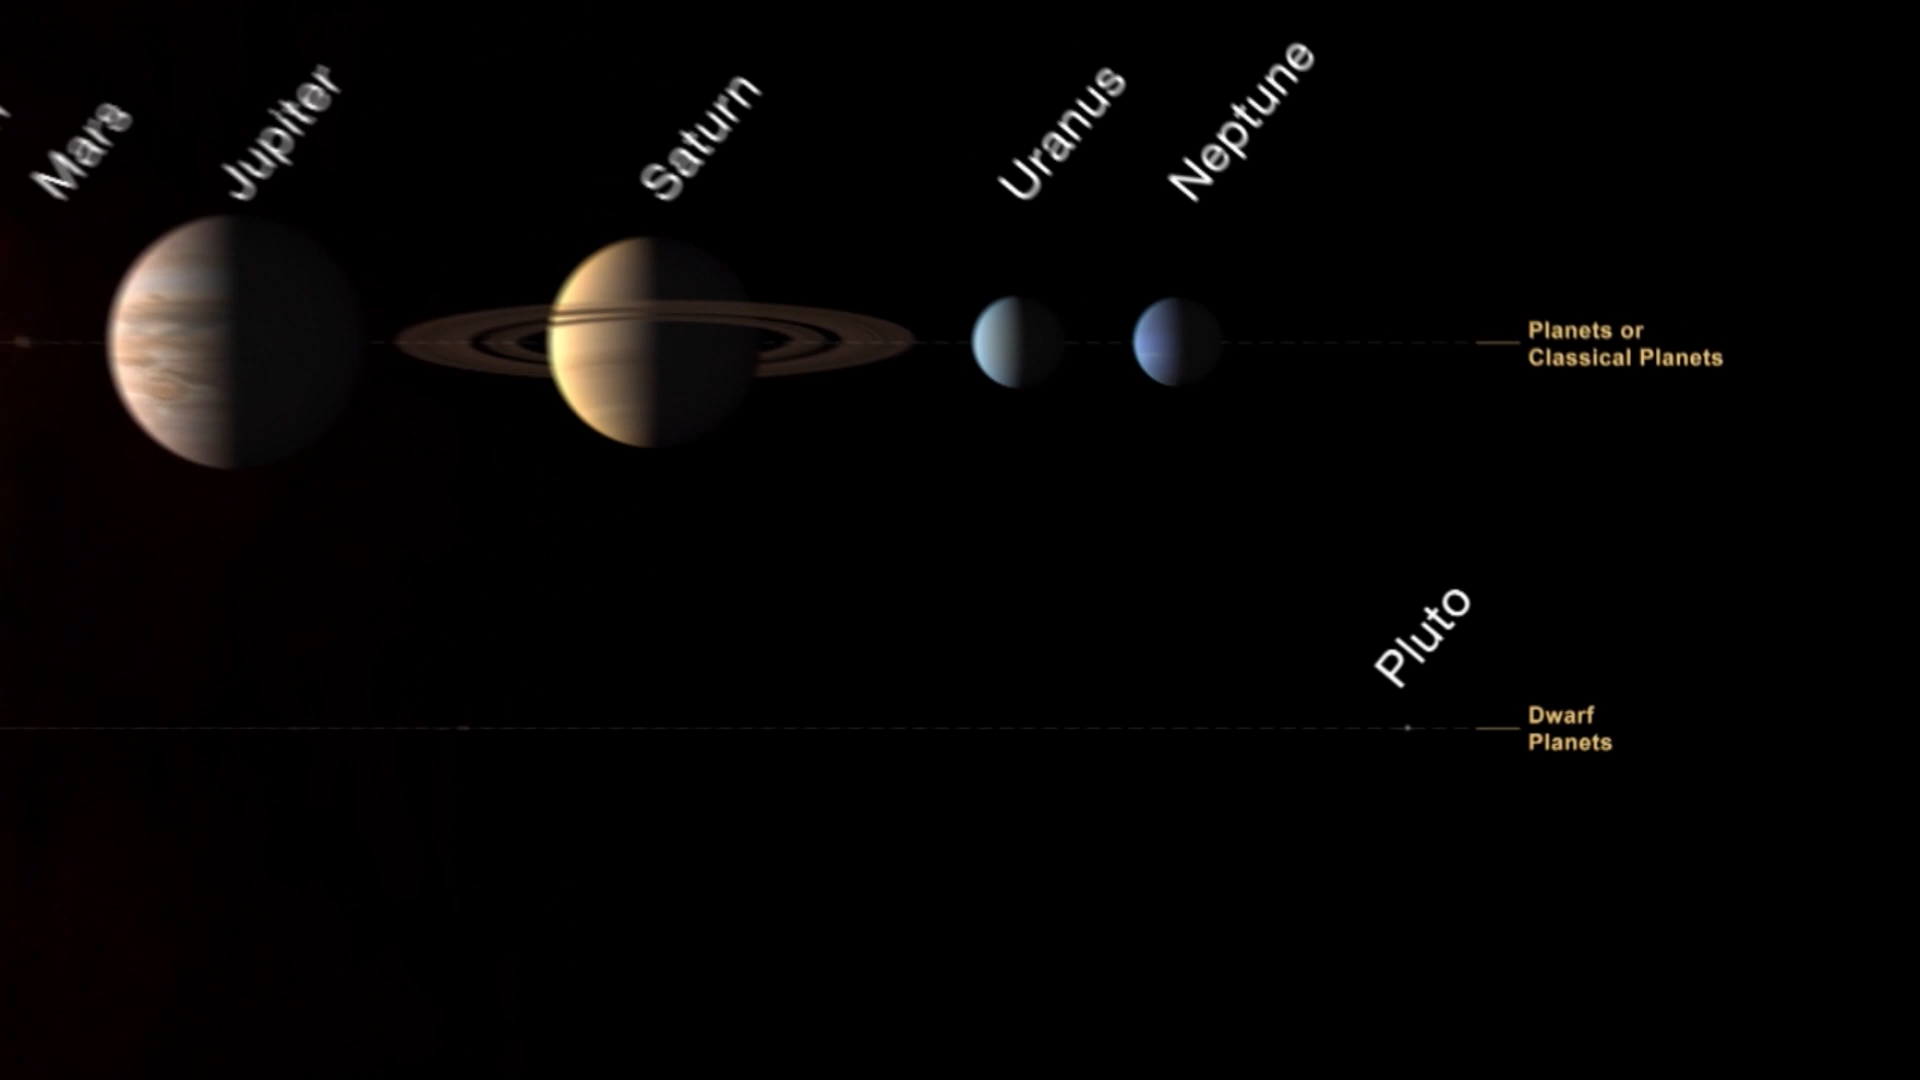 Mars
Jupiter
Saturn
Uranus
Neptune
Planets or
Classical Planets
Pluto
Dwarf
Planets